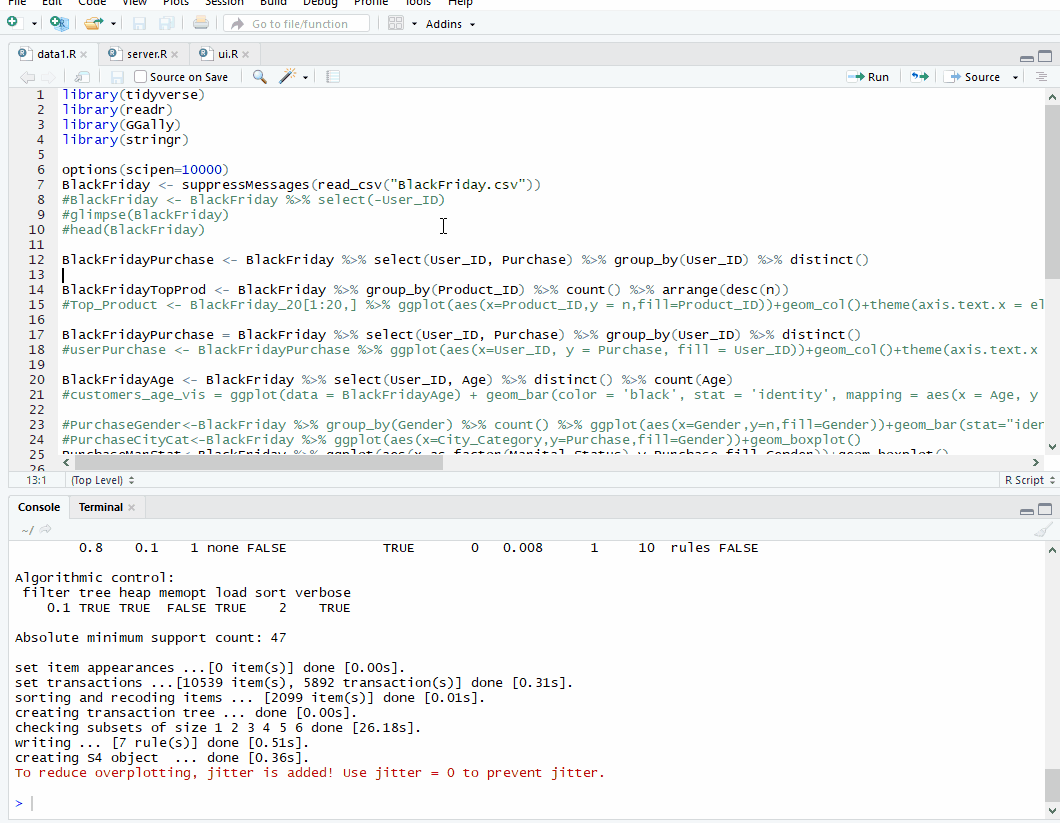 File Edit Code View Plots Session Build Debug Profile Tools Help
Go to file/function Addins
data1.R server.R ui.R
Source on Save Run Source
1 library(tidyverse)
2 library(readr)
3 library(GGally)
4 library(stringr)
5
6 options(scipen=10000)
7 BlackFriday <- suppressMessages(read_csv("BlackFriday.csv"))
8 #BlackFriday <- BlackFriday %>% select(-User_ID)
9 #glimpse(BlackFriday)
10 #head(BlackFriday)
11
12 BlackFridayPurchase <- BlackFriday %>% select(User_ID, Purchase) %>% group_by(User_ID) %>% distinct()
13
14 BlackFridayTopProd <- BlackFriday %>% group_by(Product_ID) %>% count() %>% arrange(desc(n))
15 #Top_Product <- BlackFriday_20[1:20,] %>% ggplot(aes(x=Product_ID,y = n,fill=Product_ID))+geom_col()+theme(axis.text.x = el
16
17 BlackFridayPurchase = BlackFriday %>% select(User_ID, Purchase) %>% group_by(User_ID) %>% distinct()
18 #userPurchase <- BlackFridayPurchase %>% ggplot(aes(x=User_ID, y = Purchase, fill = User_ID))+geom_col()+theme(axis.text.x
19
20 BlackFridayAge <- BlackFriday %>% select(User_ID, Age) %>% distinct() %>% count(Age)
21 #customers_age_vis = ggplot(data = BlackFridayAge) + geom_bar(color = 'black', stat = 'identity', mapping = aes(x = Age, y
22
23 #PurchaseGender<-BlackFriday %>% group_by(Gender) %>% count() %>% ggplot(aes(x=Gender,y=n,fill=Gender))+geom_bar(stat="iden
24 #PurchaseCityCat<-BlackFriday %>% ggplot(aes(x=City_Category,y=Purchase,fill=Gender))+geom_boxplot()
25 PurchaseMarStat<-BlackFriday %>% ggplot(aes(x=as.factor(Marital_Status),y=Purchase,fill=Gender))+geom_boxplot()
26
13:1 (Top Level) R Script
Console Terminal
~/
0.8 0.1 1 none FALSE TRUE 0 0.008 1 10 rules FALSE
Algorithmic control:
filter tree heap memopt load sort verbose
0.1 TRUE TRUE FALSE TRUE 2 TRUE
Absolute minimum support count: 47
set item appearances ...[0 item(s)] done [0.00s].
set transactions ...[10539 item(s), 5892 transaction(s)] done [0.31s].
sorting and recoding items ... [2099 item(s)] done [0.01s].
creating transaction tree ... done [0.00s].
checking subsets of size 1 2 3 4 5 6 done [26.18s].
writing ... [7 rule(s)] done [0.51s].
creating S4 object ... done [0.36s].
To reduce overplotting, jitter is added! Use jitter = 0 to prevent jitter.
>